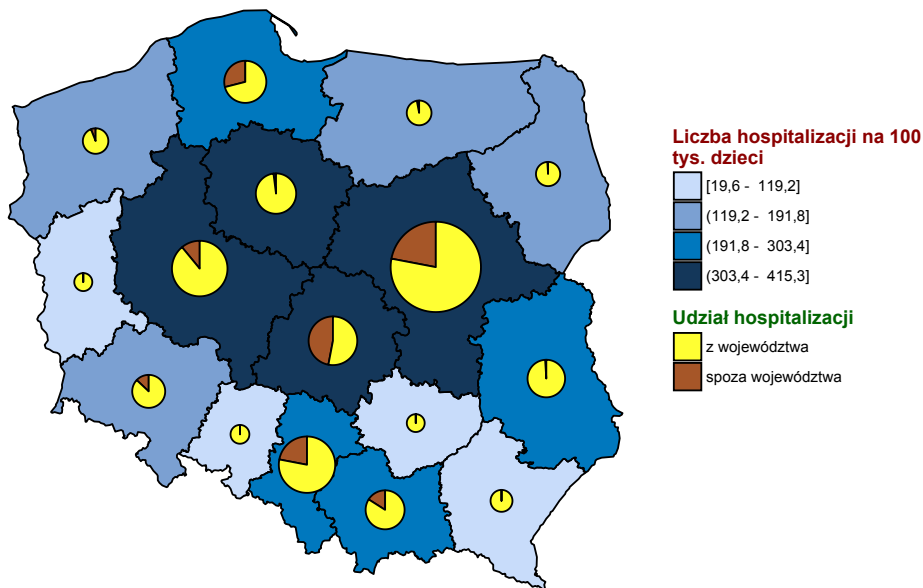 Liczba hospitalizacji na 100
tys. dzieci
[19,6 - 119,2]
(119,2 - 191,8]
(191,8 - 303,4]
(303,4 - 415,3]
Udział hospitalizacji
z województwa
spoza województwa